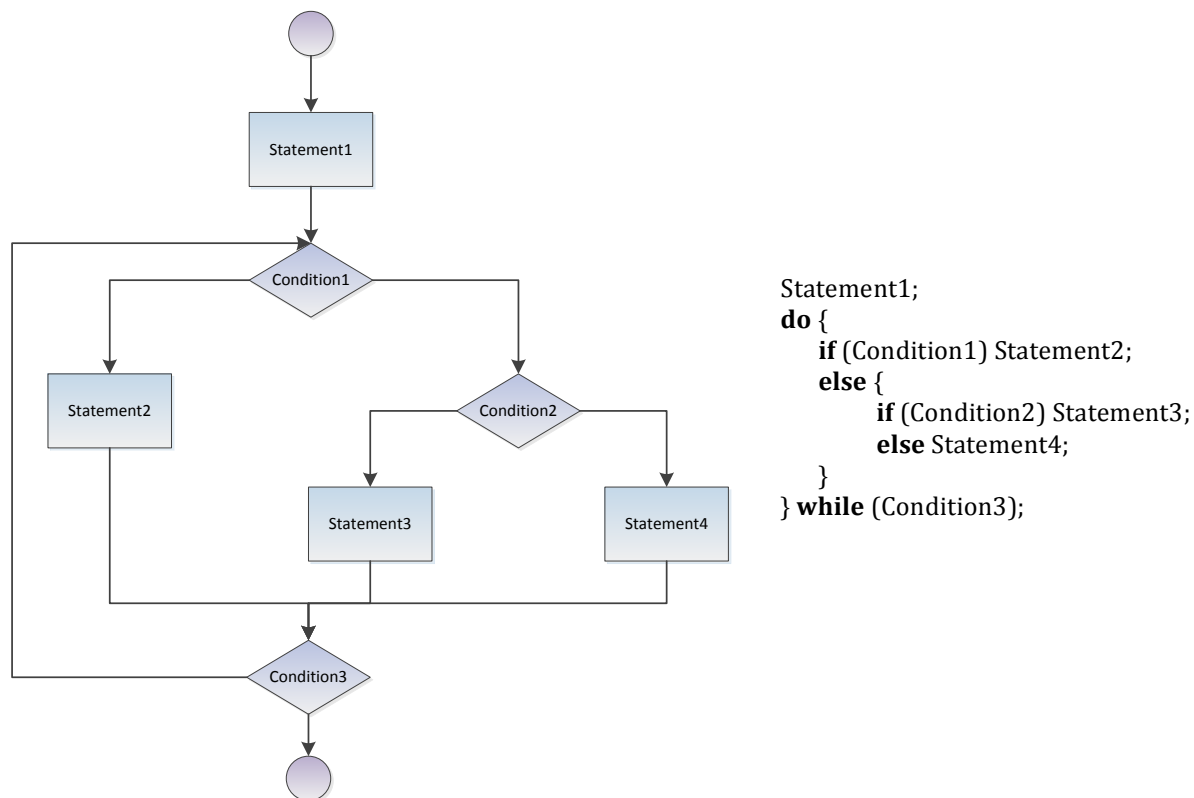 Statement1
Condition1
Statement2
Condition2
Statement3
Statement4
Condition3
Statement1;
do {
if (Condition1) Statement2;
else {
if (Condition2) Statement3;
else Statement4;
}
} while (Condition3);